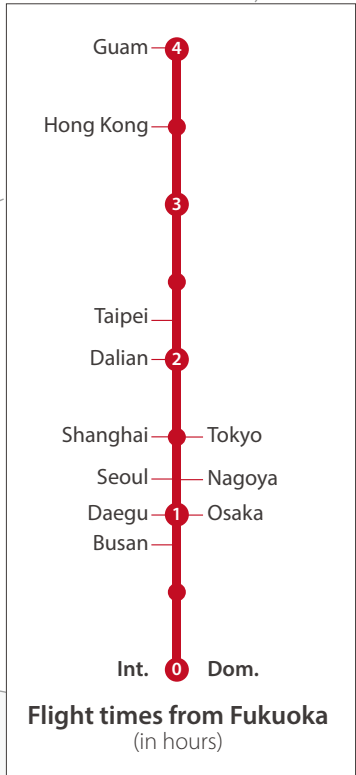 Guam 4
Hong Kong
3
Taipei
Dalian 2
Shanghai Tokyo
Seoul Nagoya
Daegu 1 Osaka
Busan
Int. 0 Dom.
Flight times from Fukuoka
(in hours)